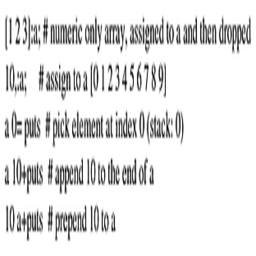 [1 2 3]:a; # numeric only array, assigned to a and then dropped
10,:a; # assign to a [0 1 2 3 4 5 6 7 8 9]
a 0= puts # pick element at index 0 (stack: 0)
a 10+puts # append 10 to the end of a
10 a+puts # prepend 10 to a